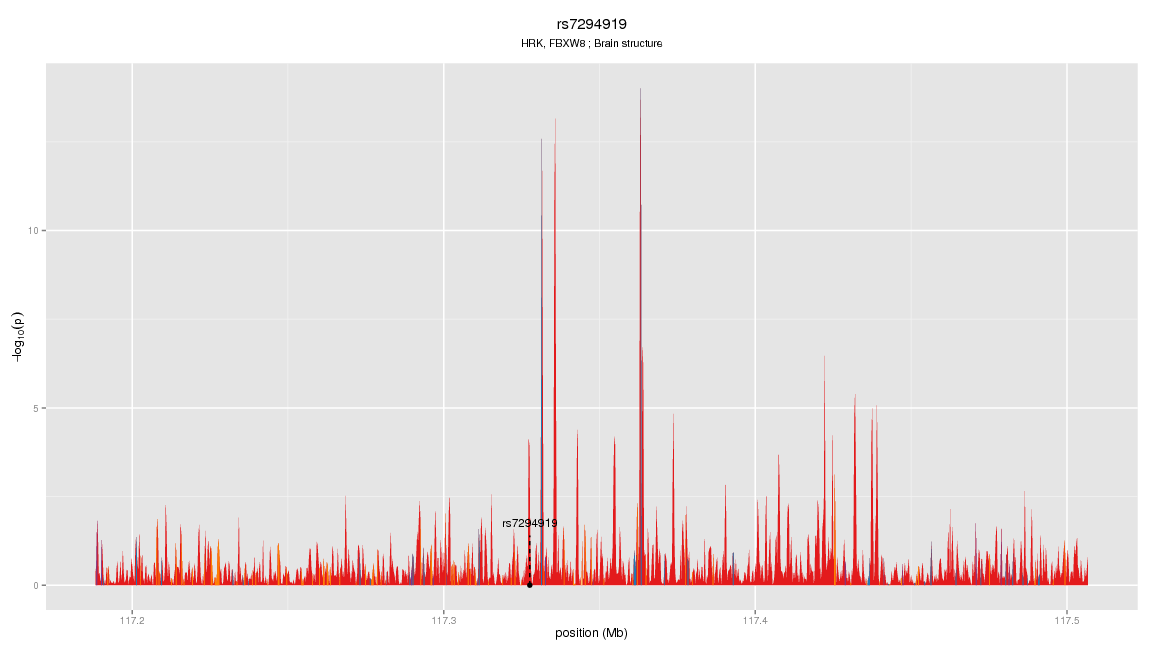 rs7294919
HRK, FBXW8 ; Brain structure
10
5
0
−log10(p)
rs7294919
117.2 117.3 117.4 117.5
position (Mb)